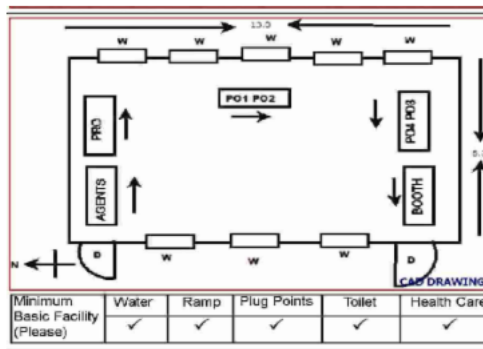 13.0
W W W W W
PO1 PO2
PRO
PO4 PO3
AGENTS
BOOTH
D
W W W
D
N
CAD DRAWING
Minimum Basic Facility (Please)
Water Ramp Plug Points Toilet Health Care
✓ ✓ ✓ ✓ ✓